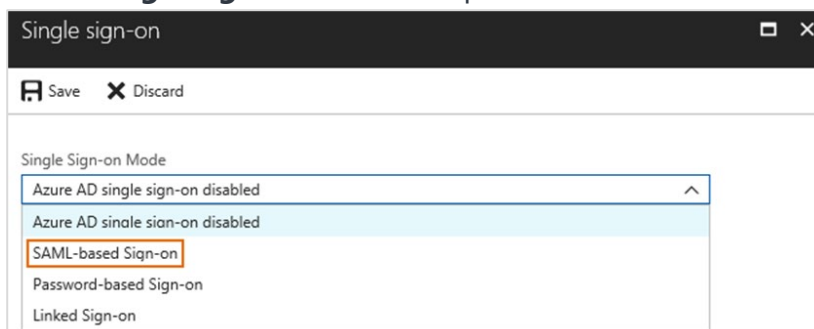 Single sign-on
Save Discard
Single Sign-on Mode
Azure AD single sign-on disabled
Azure AD single sign-on disabled
SAML-based Sign-on
Password-based Sign-on
Linked Sign-on